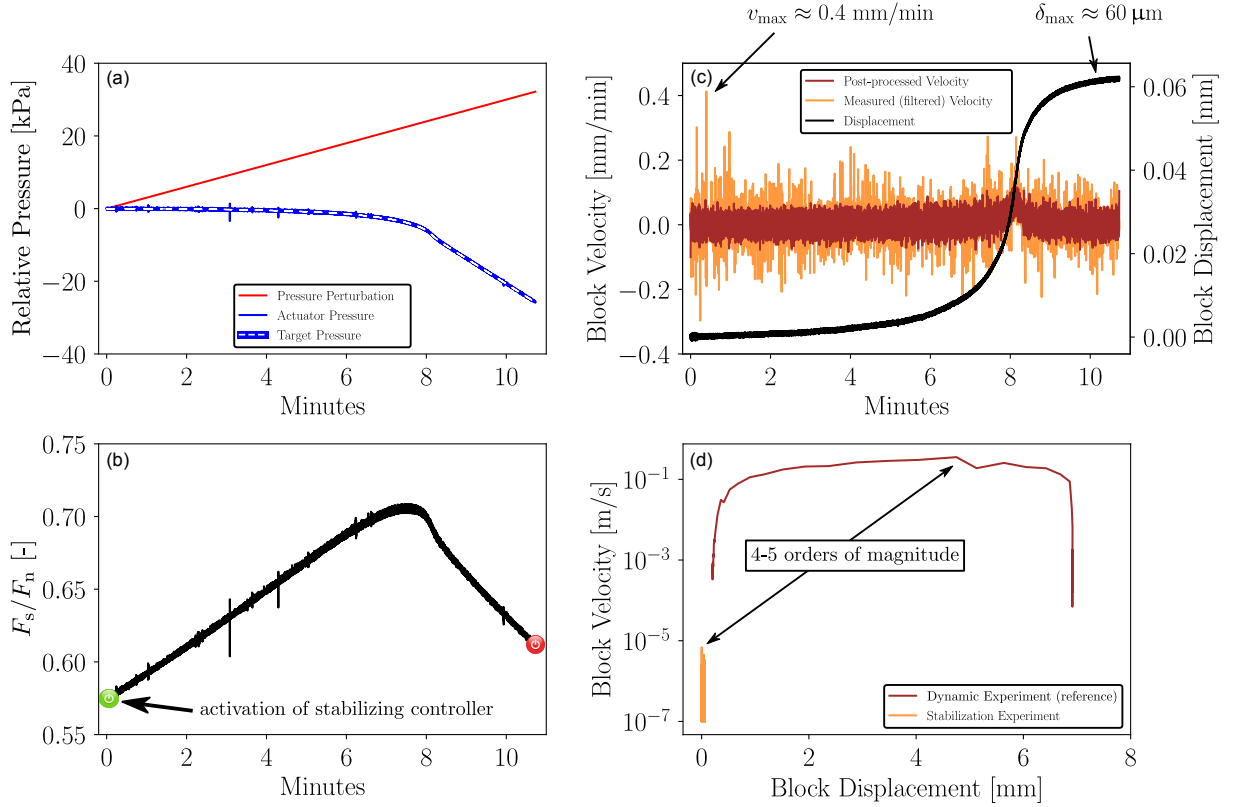 v_max ≈ 0.4 mm/min
δ_max ≈ 60 μm
(a)
Relative Pressure [kPa]
40
20
0
−20
−40
Pressure Perturbation
Actuator Pressure
Target Pressure
0 2 4 6 8 10
Minutes
(c)
Block Velocity [mm/min]
0.4
0.2
0.0
−0.2
−0.4
Post-processed Velocity
Measured (filtered) Velocity
Displacement
0.06
0.04
0.02
0.00
Block Displacement [mm]
0 2 4 6 8 10
Minutes
(b)
F_s/F_n [-]
0.75
0.70
0.65
0.60
0.55
activation of stabilizing controller
0 2 4 6 8 10
Minutes
(d)
Block Velocity [m/s]
10^−1
10^−3
10^−5
10^−7
4-5 orders of magnitude
Dynamic Experiment (reference)
Stabilization Experiment
0 2 4 6 8
Block Displacement [mm]